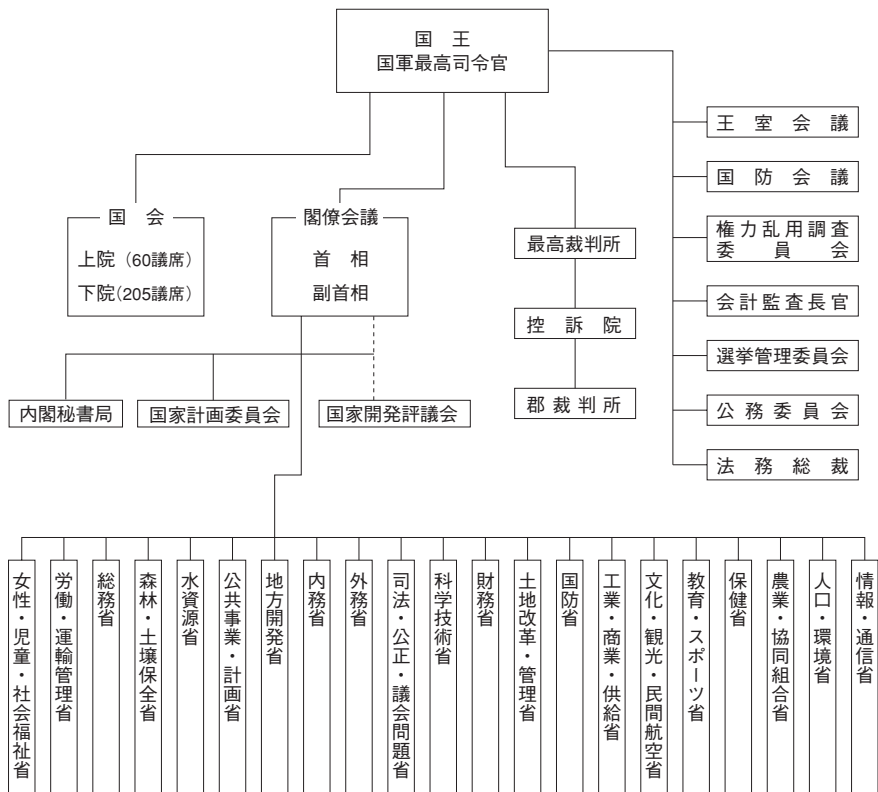 国　王
国軍最高司令官
王室会議
国防会議
国　会
上院（60議席）
下院（205議席）
閣僚会議
首　相
副首相
最高裁判所
権力乱用調査
委員会
会計監査長官
控訴院
選挙管理委員会
内閣秘書局
国家計画委員会
国家開発評議会
郡裁判所
公務委員会
法務総裁
女性・児童・社会福祉省
労働・運輸管理省
総務省
森林・土壌保全省
水資源省
公共事業・計画省
地方開発省
内務省
外務省
司法・公正・議会問題省
科学技術省
財務省
土地改革・管理省
国防省
工業・商業・供給省
文化・観光・民間航空省
教育・スポーツ省
保健省
農業・協同組合省
人口・環境省
情報・通信省